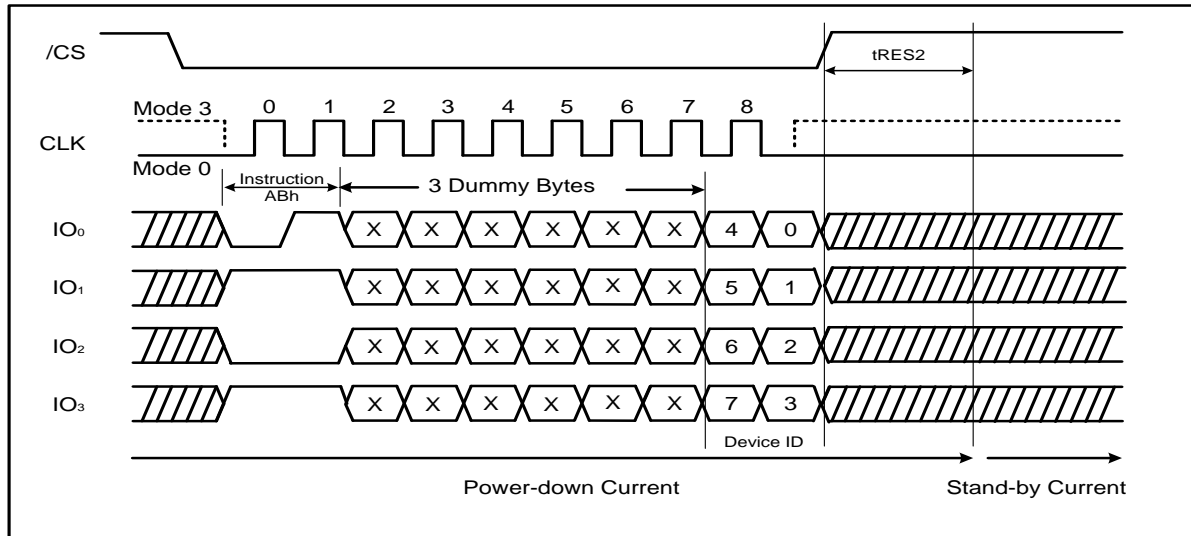 /CS
tRES2
Mode 3
0 1 2 3 4 5 6 7 8
CLK
Mode 0
Instruction
ABh
3 Dummy Bytes
IO₀ X X X X X X 4 0
IO₁ X X X X X X 5 1
IO₂ X X X X X X 6 2
IO₃ X X X X X X 7 3
Device ID
Power-down Current
Stand-by Current